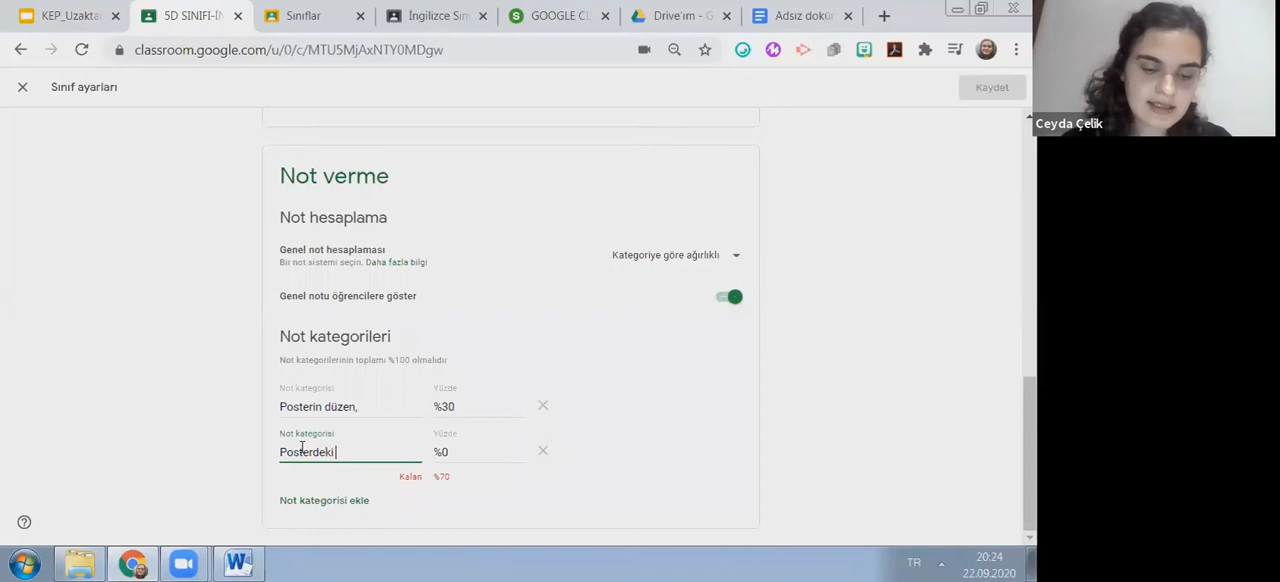 KEP_Uzakta
5D SINIFI-İN
Sınıflar
İngilizce Sın
GOOGLE CL
Drive'ım - G
Adsız dokü
classroom.google.com/u/0/c/MTU5MjAxNTY0MDgw
Sınıf ayarları
Kaydet
Ceyda Çelik
Not verme
Not hesaplama
Genel not hesaplaması
Bir not sistemi seçin. Daha fazla bilgi
Kategoriye göre ağırlıklı
Genel notu öğrencilere göster
Not kategorileri
Not kategorilerinin toplamı %100 olmalıdır
Not kategorisi Yüzde
Posterin düzen, %30
Not kategorisi Yüzde
Posterdeki %0
Kalan %70
Not kategorisi ekle
TR
20:24
22.09.2020